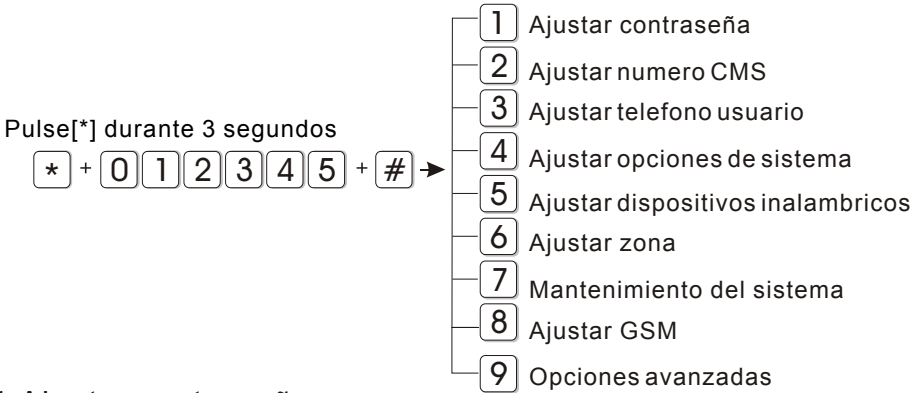 1 Ajustar contraseña
2 Ajustar numero CMS
3 Ajustar telefono usuario
Pulse[*] durante 3 segundos
* + 0 1 2 3 4 5 + #
4 Ajustar opciones de sistema
5 Ajustar dispositivos inalambricos
6 Ajustar zona
7 Mantenimiento del sistema
8 Ajustar GSM
9 Opciones avanzadas